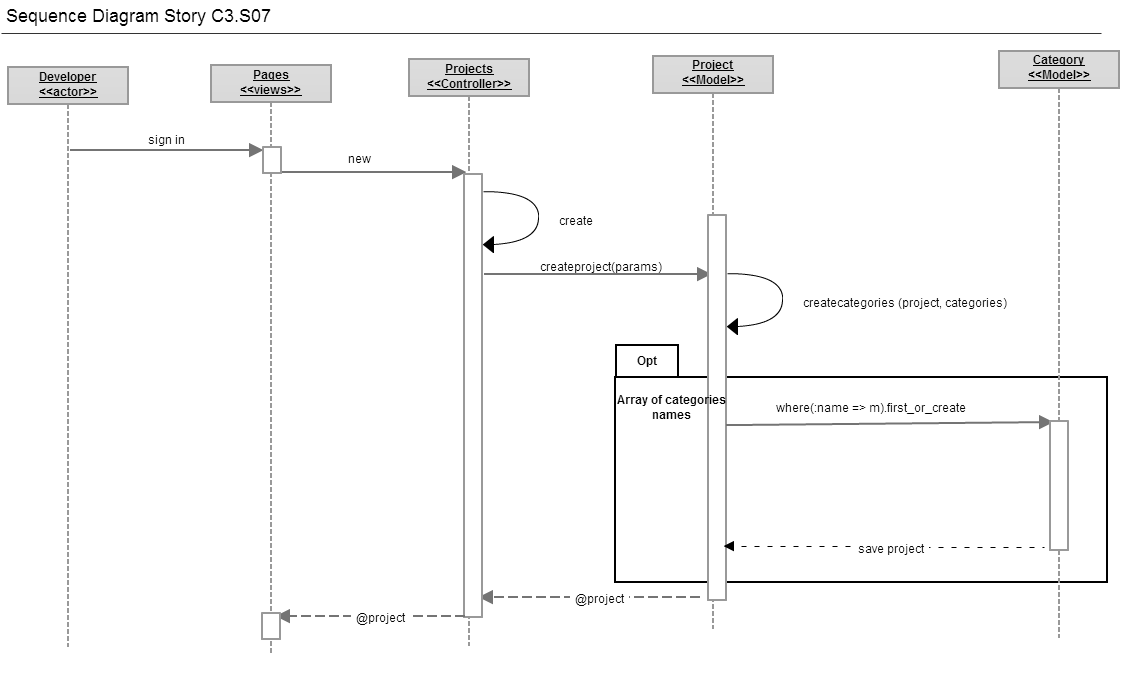 Sequence Diagram Story C3.S07
Developer
<<actor>>
Pages
<<views>>
Projects
<<Controller>>
Project
<<Model>>
Category
<<Model>>
sign in
new
create
createproject(params)
createcategories (project, categories)
Opt
Array of categories
names
where(:name => m).first_or_create
save project
@project
@project